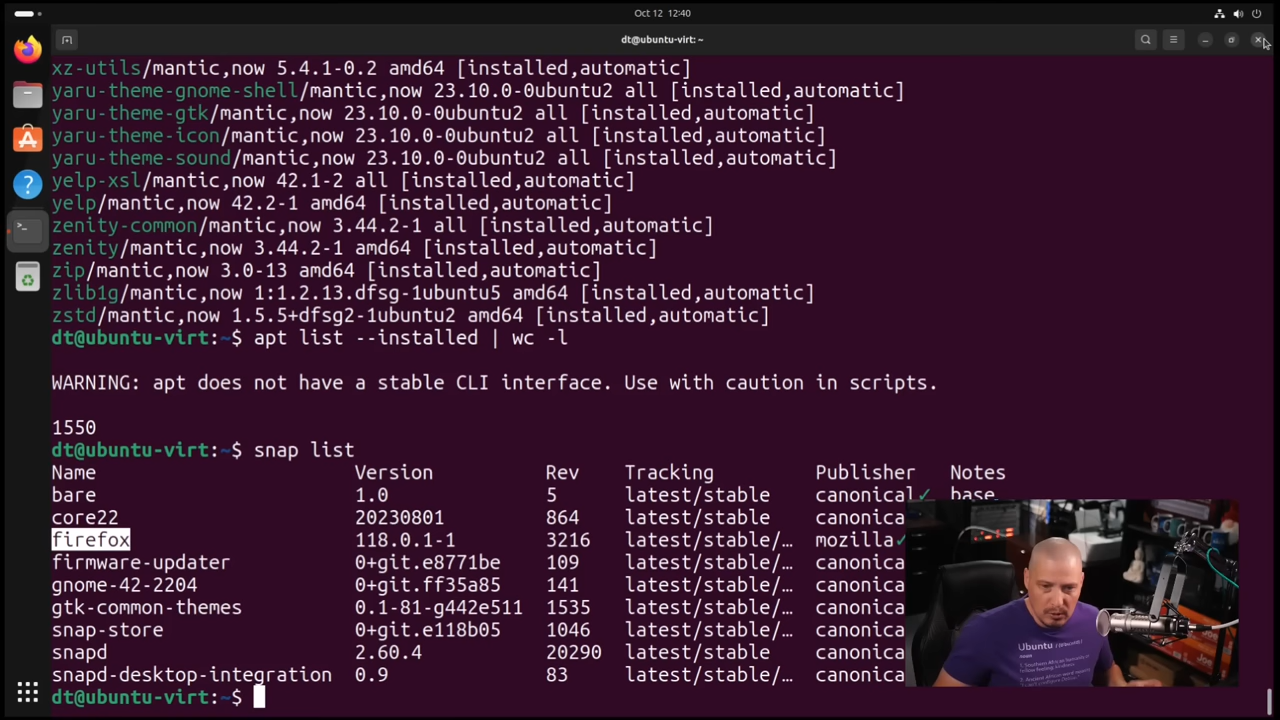 Oct 12 12:40
dt@ubuntu-virt: ~
xz-utils/mantic,now 5.4.1-0.2 amd64 [installed,automatic]
yaru-theme-gnome-shell/mantic,now 23.10.0-0ubuntu2 all [installed,automatic]
yaru-theme-gtk/mantic,now 23.10.0-0ubuntu2 all [installed,automatic]
yaru-theme-icon/mantic,now 23.10.0-0ubuntu2 all [installed,automatic]
yaru-theme-sound/mantic,now 23.10.0-0ubuntu2 all [installed,automatic]
yelp-xsl/mantic,now 42.1-2 all [installed,automatic]
yelp/mantic,now 42.2-1 amd64 [installed,automatic]
zenity-common/mantic,now 3.44.2-1 all [installed,automatic]
zenity/mantic,now 3.44.2-1 amd64 [installed,automatic]
zip/mantic,now 3.0-13 amd64 [installed,automatic]
zlib1g/mantic,now 1:1.2.13.dfsg-1ubuntu5 amd64 [installed,automatic]
zstd/mantic,now 1.5.5+dfsg2-1ubuntu2 amd64 [installed,automatic]
dt@ubuntu-virt:~$ apt list --installed | wc -l
WARNING: apt does not have a stable CLI interface. Use with caution in scripts.
1550
dt@ubuntu-virt:~$ snap list
Name Version Rev Tracking Publisher Notes
bare 1.0 5 latest/stable canonical✓ base
core22 20230801 864 latest/stable canonical
firefox 118.0.1-1 3216 latest/stable/… mozilla✓
firmware-updater 0+git.e8771be 109 latest/stable/… canonical
gnome-42-2204 0+git.ff35a85 141 latest/stable/… canonical
gtk-common-themes 0.1-81-g442e511 1535 latest/stable/… canonical
snap-store 0+git.e118b05 1046 latest/stable/… canonical
snapd 2.60.4 20290 latest/stable canonical
snapd-desktop-integration 0.9 83 latest/stable/… canonical
dt@ubuntu-virt:~$
Ubuntu